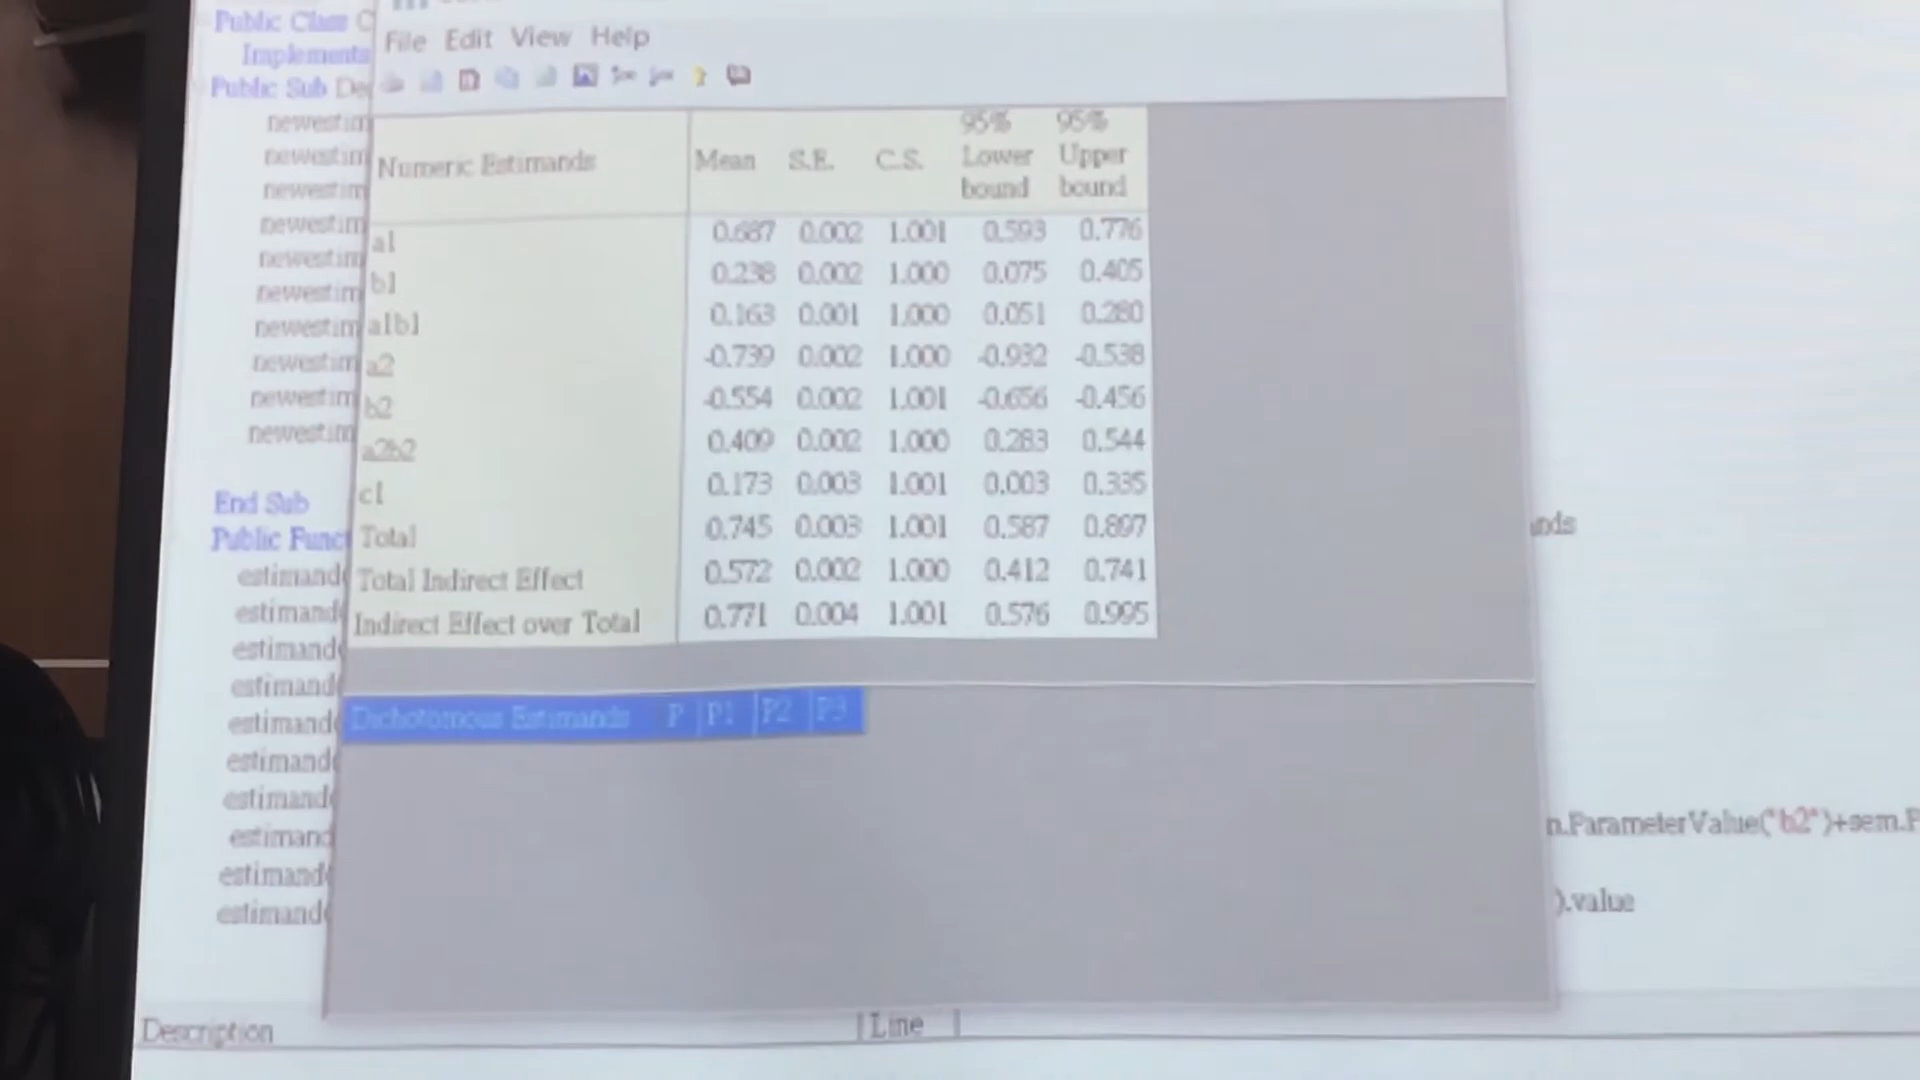 Public Class C
Implements
Public Sub Dec
newestim
newestim
newestim
newestim
newestim
newestim
newestim
newestim
newestim
newestim
End Sub
Public Funct
estimand
estimand
estimand
estimand
estimand
estimand
estimand
estimand
estimand
estimand
File Edit View Help
Numeric Estimands Mean S.E. C.S. 95% Lower bound 95% Upper bound
a1 0.687 0.002 1.001 0.593 0.776
b1 0.238 0.002 1.000 0.075 0.405
a1b1 0.163 0.001 1.000 0.051 0.280
a2 -0.739 0.002 1.000 -0.932 -0.538
b2 -0.554 0.002 1.001 -0.656 -0.456
a2b2 0.409 0.002 1.000 0.283 0.544
c1 0.173 0.003 1.001 0.003 0.335
Total 0.745 0.003 1.001 0.587 0.897
Total Indirect Effect 0.572 0.002 1.000 0.412 0.741
Indirect Effect over Total 0.771 0.004 1.001 0.576 0.995
Dichotomous Estimands P P1 P2 P3
nds
n.ParameterValue("b2")+sem.P
).value
Description Line